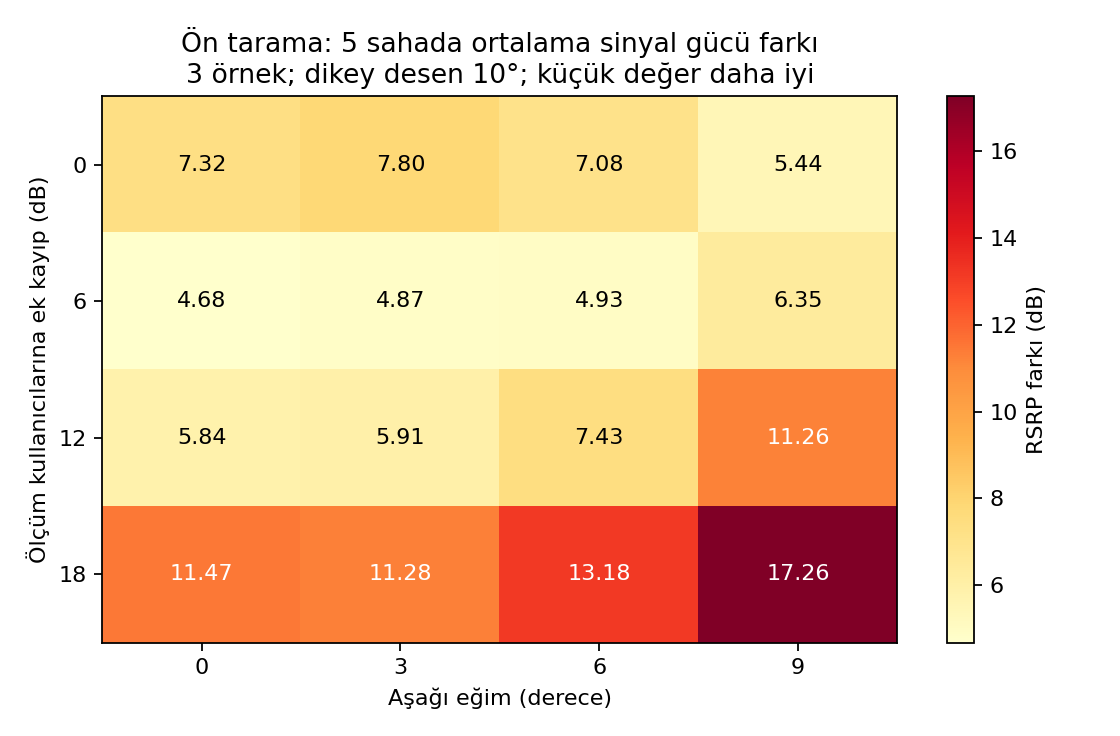 Ön tarama: 5 sahada ortalama sinyal gücü farkı
3 örnek; dikey desen 10°; küçük değer daha iyi
Ölçüm kullanıcılarına ek kayıp (dB)
0 7.32 7.80 7.08 5.44
6 4.68 4.87 4.93 6.35
12 5.84 5.91 7.43 11.26
18 11.47 11.28 13.18 17.26
0 3 6 9
Aşağı eğim (derece)
16
14
12
10
8
6
RSRP farkı (dB)